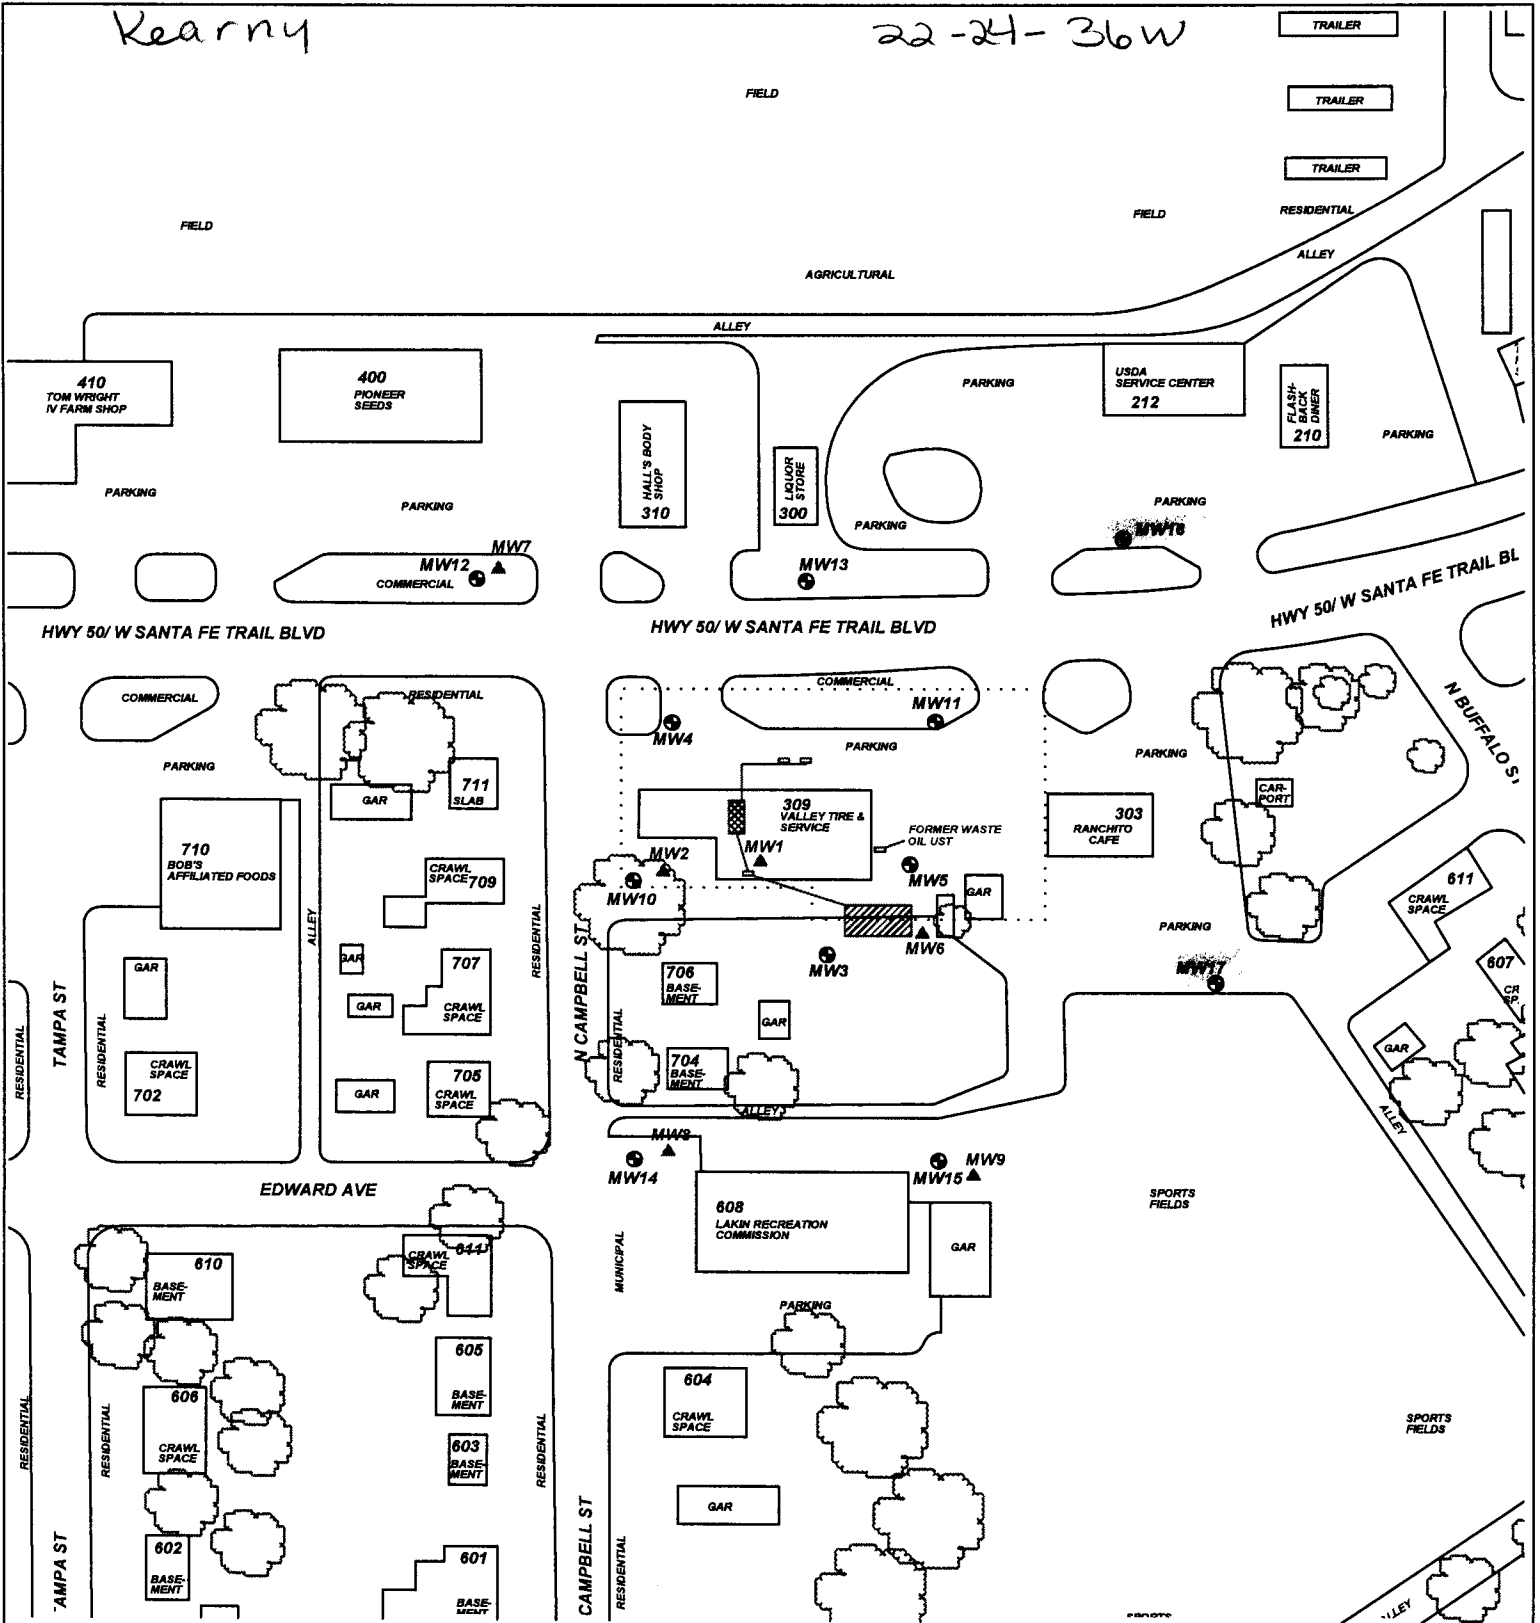 Kearny
22-24-36W
TRAILER
TRAILER
TRAILER
FIELD
FIELD
FIELD
RESIDENTIAL
ALLEY
AGRICULTURAL
ALLEY
410
TOM WRIGHT
IV FARM SHOP
400
PIONEER
SEEDS
PARKING
USDA
SERVICE CENTER
212
FLASH-
BACK
DINER
210
PARKING
HALL'S BODY
SHOP
310
LIQUOR
STORE
300
PARKING
PARKING
PARKING
PARKING
MW16
MW7
MW12
COMMERCIAL
MW13
HWY 50/ W SANTA FE TRAIL BLVD
HWY 50/ W SANTA FE TRAIL BLVD
HWY 50/ W SANTA FE TRAIL BL
COMMERCIAL
RESIDENTIAL
COMMERCIAL
MW11
MW4
PARKING
PARKING
PARKING
N BUFFALO S
711
SLAB
GAR
309
VALLEY TIRE &
SERVICE
303
RANCHITO
CAFE
CAR-
PORT
FORMER WASTE
OIL UST
710
BOB'S
AFFILIATED FOODS
CRAWL
SPACE
709
MW2
MW1
MW10
MW5
GAR
611
CRAWL
SPACE
ALLEY
RESIDENTIAL
N CAMPBELL ST
PARKING
MW6
MW3
MW17
607
CR
SP
GAR
GAR
707
CRAWL
SPACE
GAR
706
BASE-
MENT
GAR
TAMPA ST
RESIDENTIAL
RESIDENTIAL
RESIDENTIAL
GAR
CRAWL
SPACE
702
GAR
705
CRAWL
SPACE
704
BASE-
MENT
ALLEY
ALLEY
MW8
MW14
MW15
MW9
EDWARD AVE
608
LAKIN RECREATION
COMMISSION
GAR
SPORTS
FIELDS
MUNICIPAL
610
BASE-
MENT
611
CRAWL
SPACE
PARKING
605
BASE-
MENT
604
CRAWL
SPACE
606
CRAWL
SPACE
603
BASE-
MENT
RESIDENTIAL
RESIDENTIAL
RESIDENTIAL
SPORTS
FIELDS
GAR
602
BASE-
MENT
601
BASE-
MENT
AMPA ST
CAMPBELL ST
RESIDENTIAL
LLEY
SPORTS